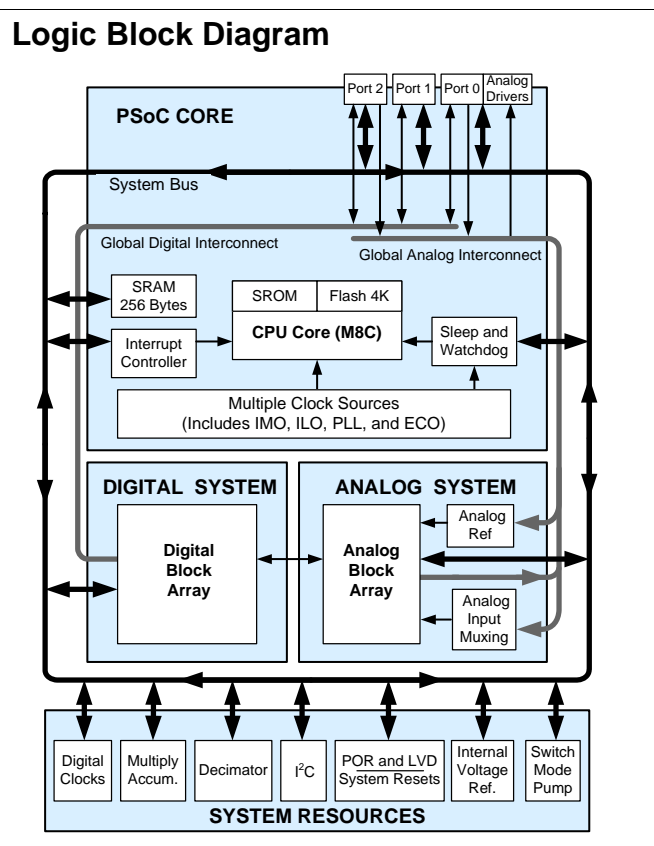 Logic Block Diagram
Port 2
Port 1
Port 0
Analog
Drivers
PSoC CORE
System Bus
Global Digital Interconnect
Global Analog Interconnect
SRAM
256 Bytes
SROM
Flash 4K
CPU Core (M8C)
Interrupt
Controller
Sleep and
Watchdog
Multiple Clock Sources
(Includes IMO, ILO, PLL, and ECO)
DIGITAL SYSTEM
ANALOG SYSTEM
Digital
Block
Array
Analog
Block
Array
Analog
Ref
Analog
Input
Muxing
Digital
Clocks
Multiply
Accum.
Decimator
I²C
POR and LVD
System Resets
Internal
Voltage
Ref.
Switch
Mode
Pump
SYSTEM RESOURCES